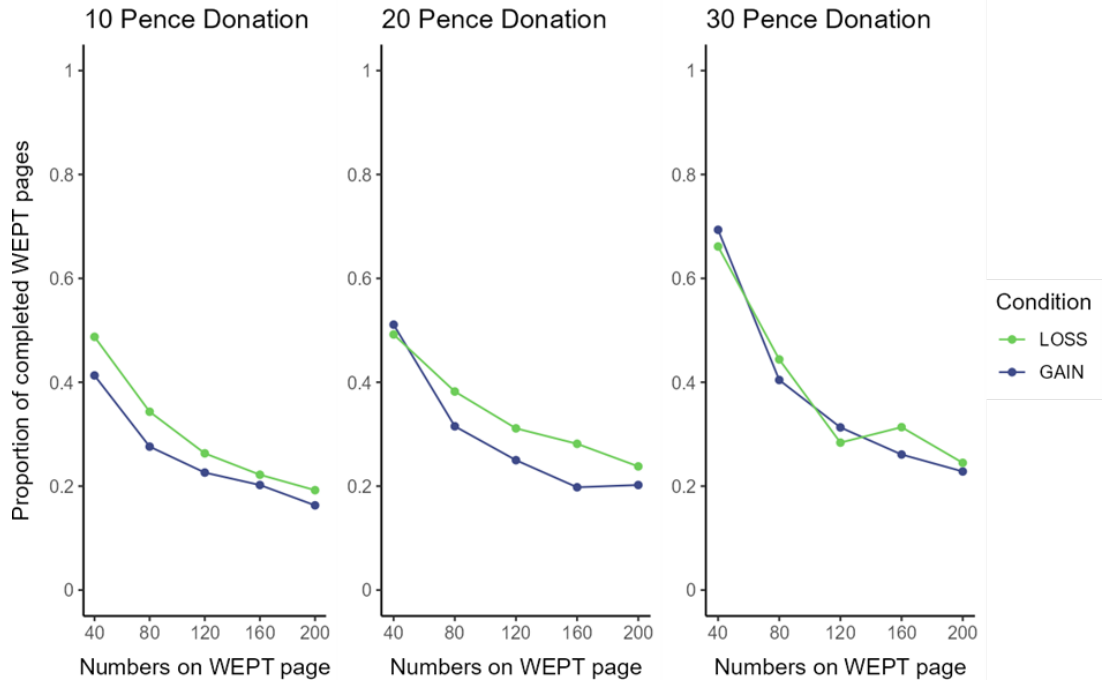 10 Pence Donation
20 Pence Donation
30 Pence Donation
Proportion of completed WEPT pages
1
0.8
0.6
0.4
0.2
0
40 80 120 160 200
Numbers on WEPT page
1
0.8
0.6
0.4
0.2
0
40 80 120 160 200
Numbers on WEPT page
1
0.8
0.6
0.4
0.2
0
40 80 120 160 200
Numbers on WEPT page
Condition
LOSS
GAIN